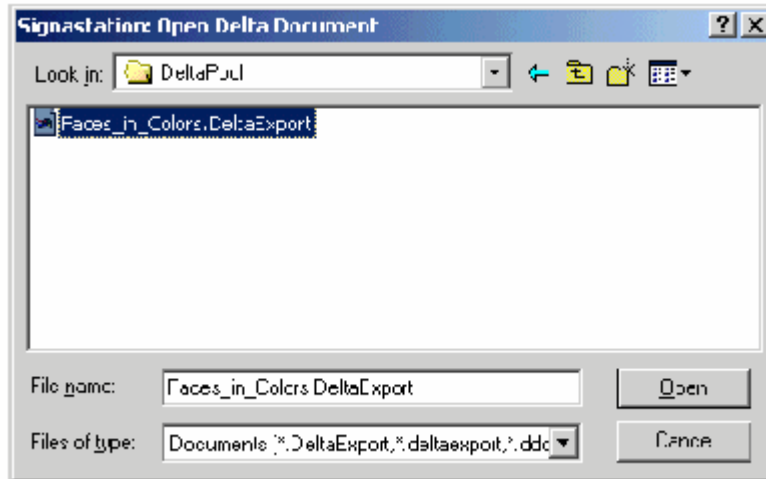 Signastation: Open Delta Document
Look in: DeltaPool
Faces_in_Colors.DeltaExport
File name: Faces_in_Colors.DeltaExport
Open
Files of type: Documents (*.DeltaExport,*.deltaexport,*.ddc
Cancel